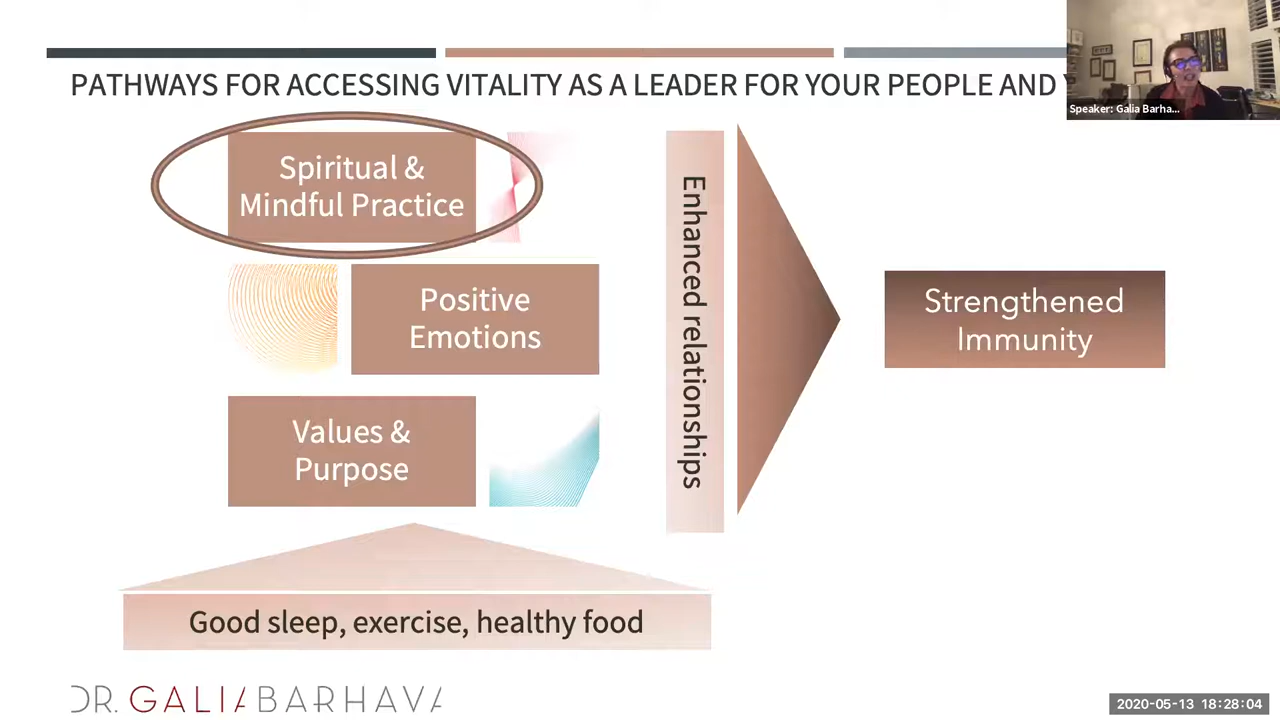 PATHWAYS FOR ACCESSING VITALITY AS A LEADER FOR YOUR PEOPLE AND
Speaker: Galia Barha...
Spiritual &
Mindful Practice
Positive
Emotions
Values &
Purpose
Enhanced relationships
Strengthened
Immunity
Good sleep, exercise, healthy food
DR. GALIA BARHAVA
2020-05-13 18:28:04